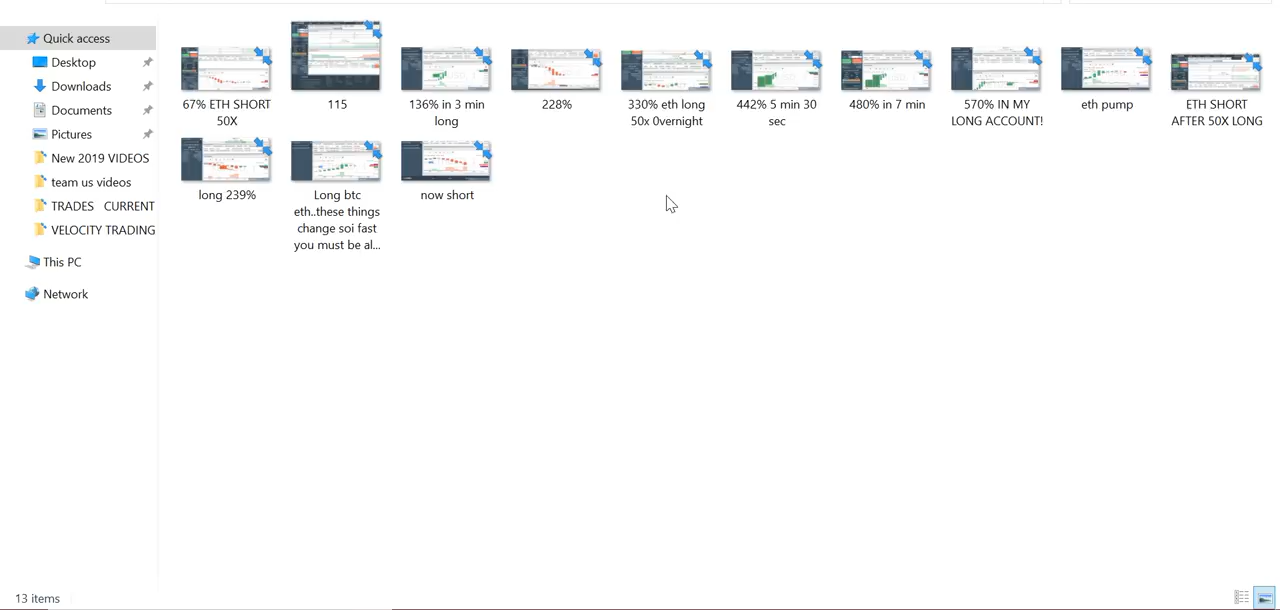 Quick access
Desktop
Downloads
Documents
Pictures
New 2019 VIDEOS
team us videos
TRADES CURRENT
VELOCITY TRADING
This PC
Network
67% ETH SHORT
50X
115
136% in 3 min
long
228%
330% eth long
50x 0vernight
442% 5 min 30
sec
480% in 7 min
570% IN MY
LONG ACCOUNT!
eth pump
ETH SHORT
AFTER 50X LONG
long 239%
Long btc
eth..these things
change soi fast
you must be al...
now short
13 items